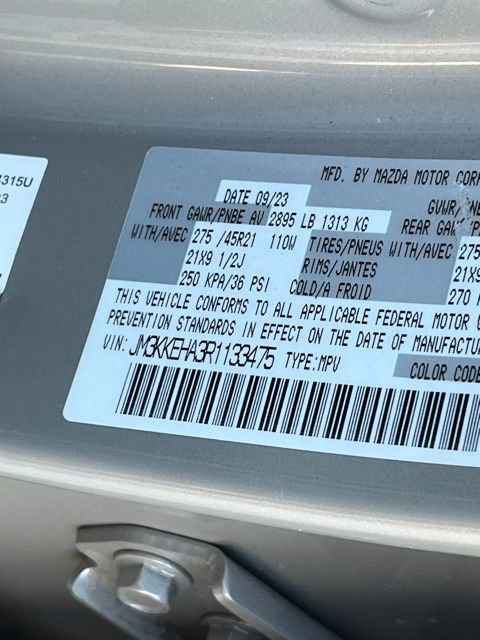 4315U
MFD. BY MAZDA MOTOR CORP
DATE 09/23
FRONT GAWR/PNBE AV 2895 LB 1313 KG
WITH/AVEC 275 /45R21 110W TIRES/PNEUS
21X9 1/2J RIMS/JANTES
250 KPA/36 PSI COLD/A FROID
GVWR/
REAR GAW
WITH/AVEC 275
21X9
270
THIS VEHICLE CONFORMS TO ALL APPLICABLE FEDERAL MOTOR
PREVENTION STANDARDS IN EFFECT ON THE DATE OF MANUFACTU
VIN: JM3KKEHA3R1133475 TYPE:MPV
COLOR CODE